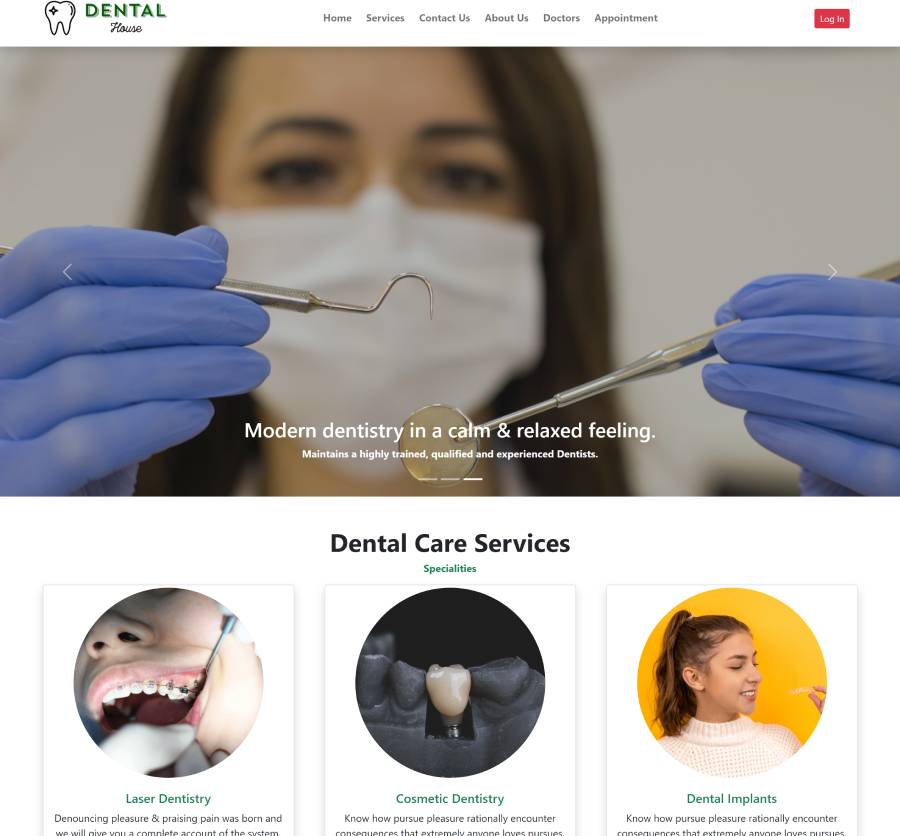 DENTAL
House
Home Services Contact Us About Us Doctors Appointment
Log In
Modern dentistry in a calm & relaxed feeling.
Maintains a highly trained, qualified and experienced Dentists.
Dental Care Services
Specialities
Laser Dentistry
Denouncing pleasure & praising pain was born and
we will give you a complete account of the system,
Cosmetic Dentistry
Know how pursue pleasure rationally encounter
consequences that extremely anyone loves pursues,
Dental Implants
Know how pursue pleasure rationally encounter
consequences that extremely anyone loves pursues,